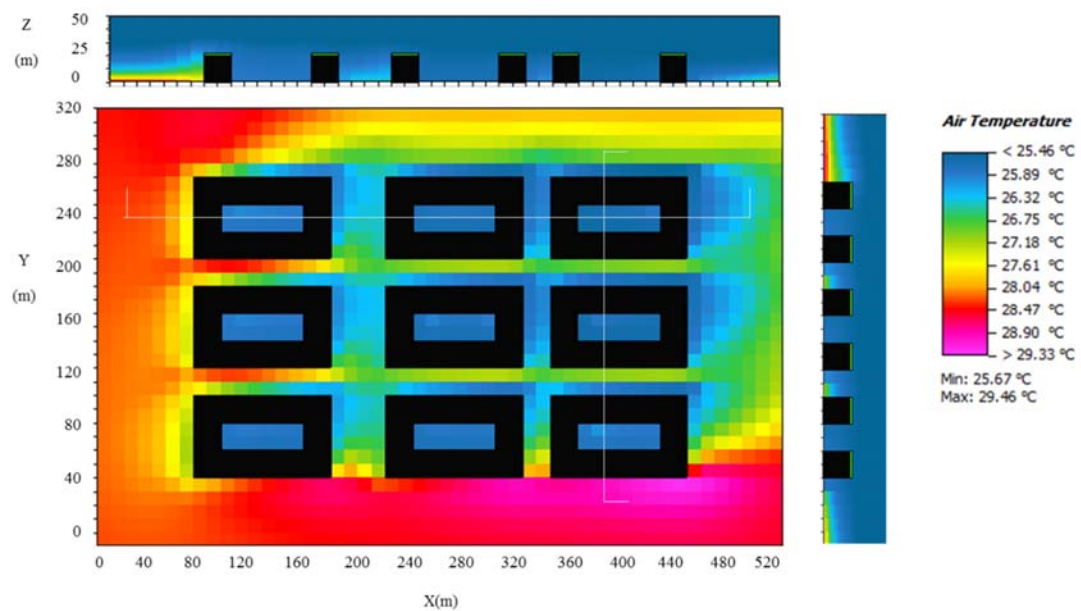 Z
(m)
50
25
0
320
280
240
200
160
120
80
40
0
Y
(m)
0 40 80 120 160 200 240 280 320 360 400 440 480 520
X(m)
Air Temperature
< 25.46 °C
25.89 °C
26.32 °C
26.75 °C
27.18 °C
27.61 °C
28.04 °C
28.47 °C
28.90 °C
> 29.33 °C
Min: 25.67 °C
Max: 29.46 °C